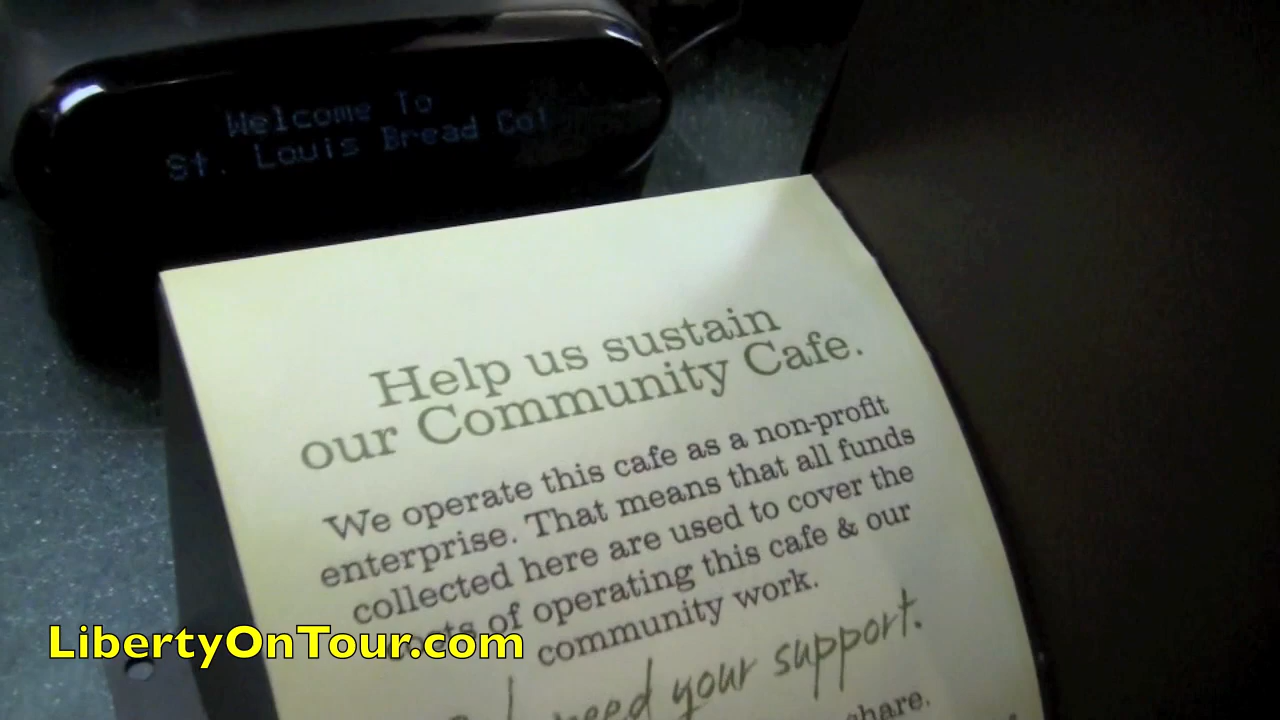 Welcome To
St. Louis Bread Co!
Help us sustain
our Community Cafe.
We operate this cafe as a non-profit
enterprise. That means that all funds
collected here are used to cover the
costs of operating this cafe & our
community work.
need your support.
share.
LibertyOnTour.com